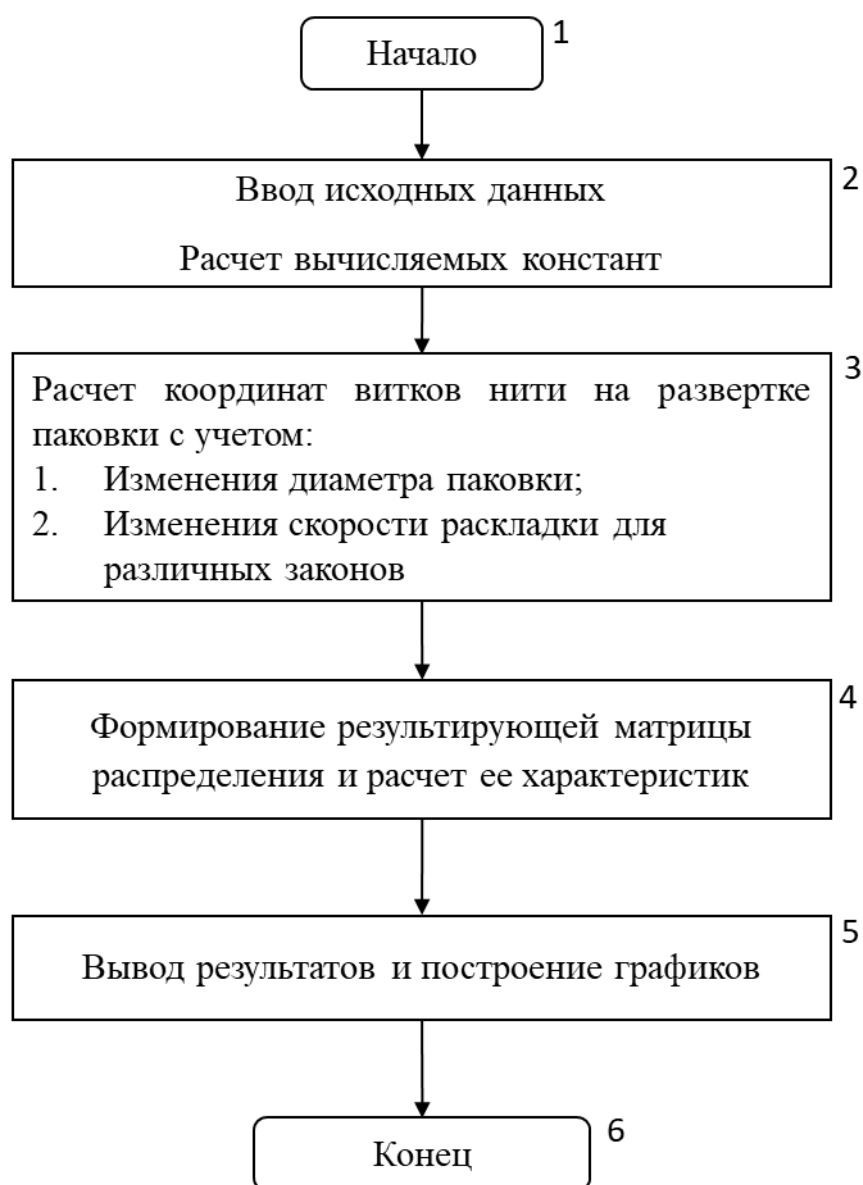 Начало
1
Ввод исходных данных
2
Расчет вычисляемых констант
3
Расчет координат витков нити на развертке
паковки с учетом:
1. Изменения диаметра паковки;
2. Изменения скорости раскладки для
различных законов
4
Формирование результирующей матрицы
распределения и расчет ее характеристик
5
Вывод результатов и построение графиков
6
Конец